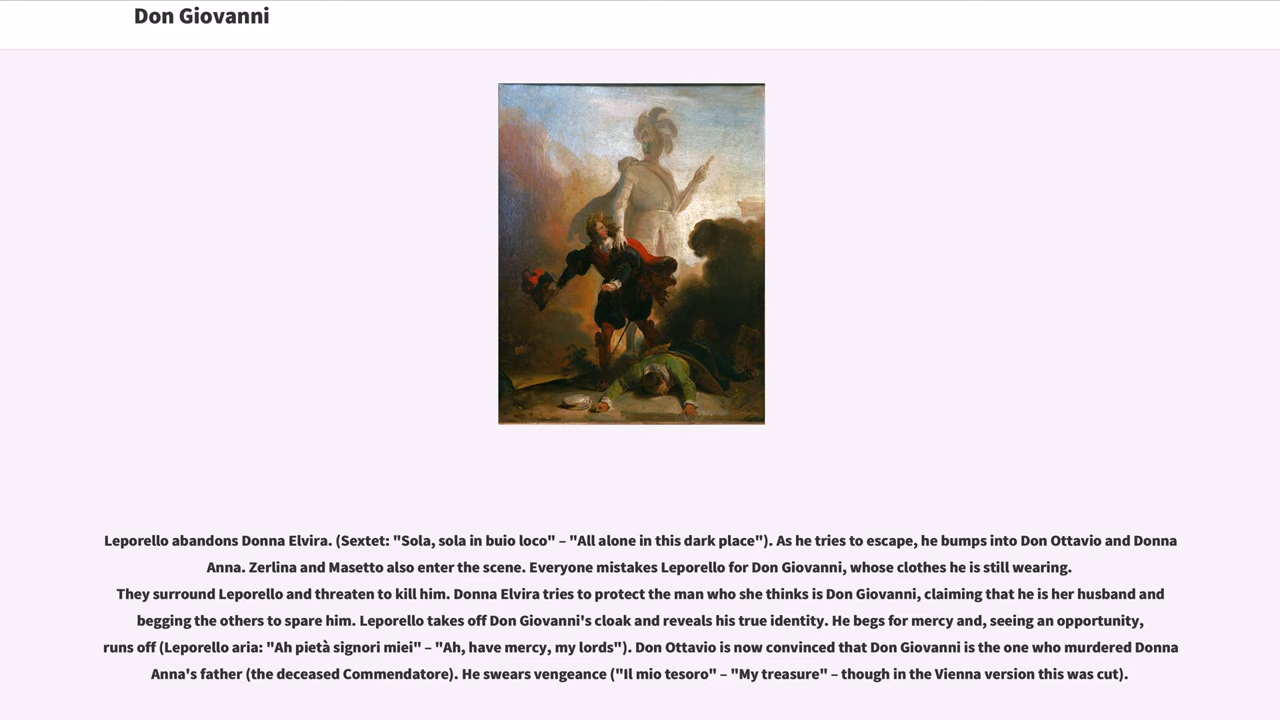 Don Giovanni
Leporello abandons Donna Elvira. (Sextet: "Sola, sola in buio loco" – "All alone in this dark place"). As he tries to escape, he bumps into Don Ottavio and Donna
Anna. Zerlina and Masetto also enter the scene. Everyone mistakes Leporello for Don Giovanni, whose clothes he is still wearing.
They surround Leporello and threaten to kill him. Donna Elvira tries to protect the man who she thinks is Don Giovanni, claiming that he is her husband and
begging the others to spare him. Leporello takes off Don Giovanni's cloak and reveals his true identity. He begs for mercy and, seeing an opportunity,
runs off (Leporello aria: "Ah pietà signori miei" – "Ah, have mercy, my lords"). Don Ottavio is now convinced that Don Giovanni is the one who murdered Donna
Anna's father (the deceased Commendatore). He swears vengeance ("Il mio tesoro" – "My treasure" – though in the Vienna version this was cut).